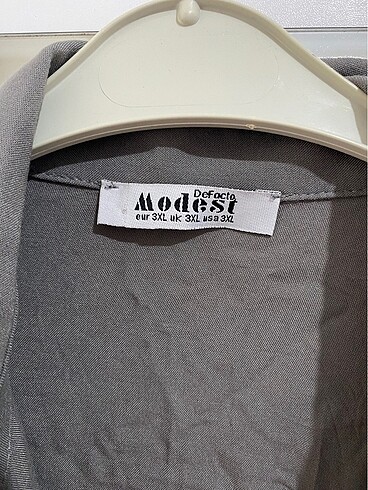 DeFacto
Modest
eur 3XL uk 3XL usa 3XL